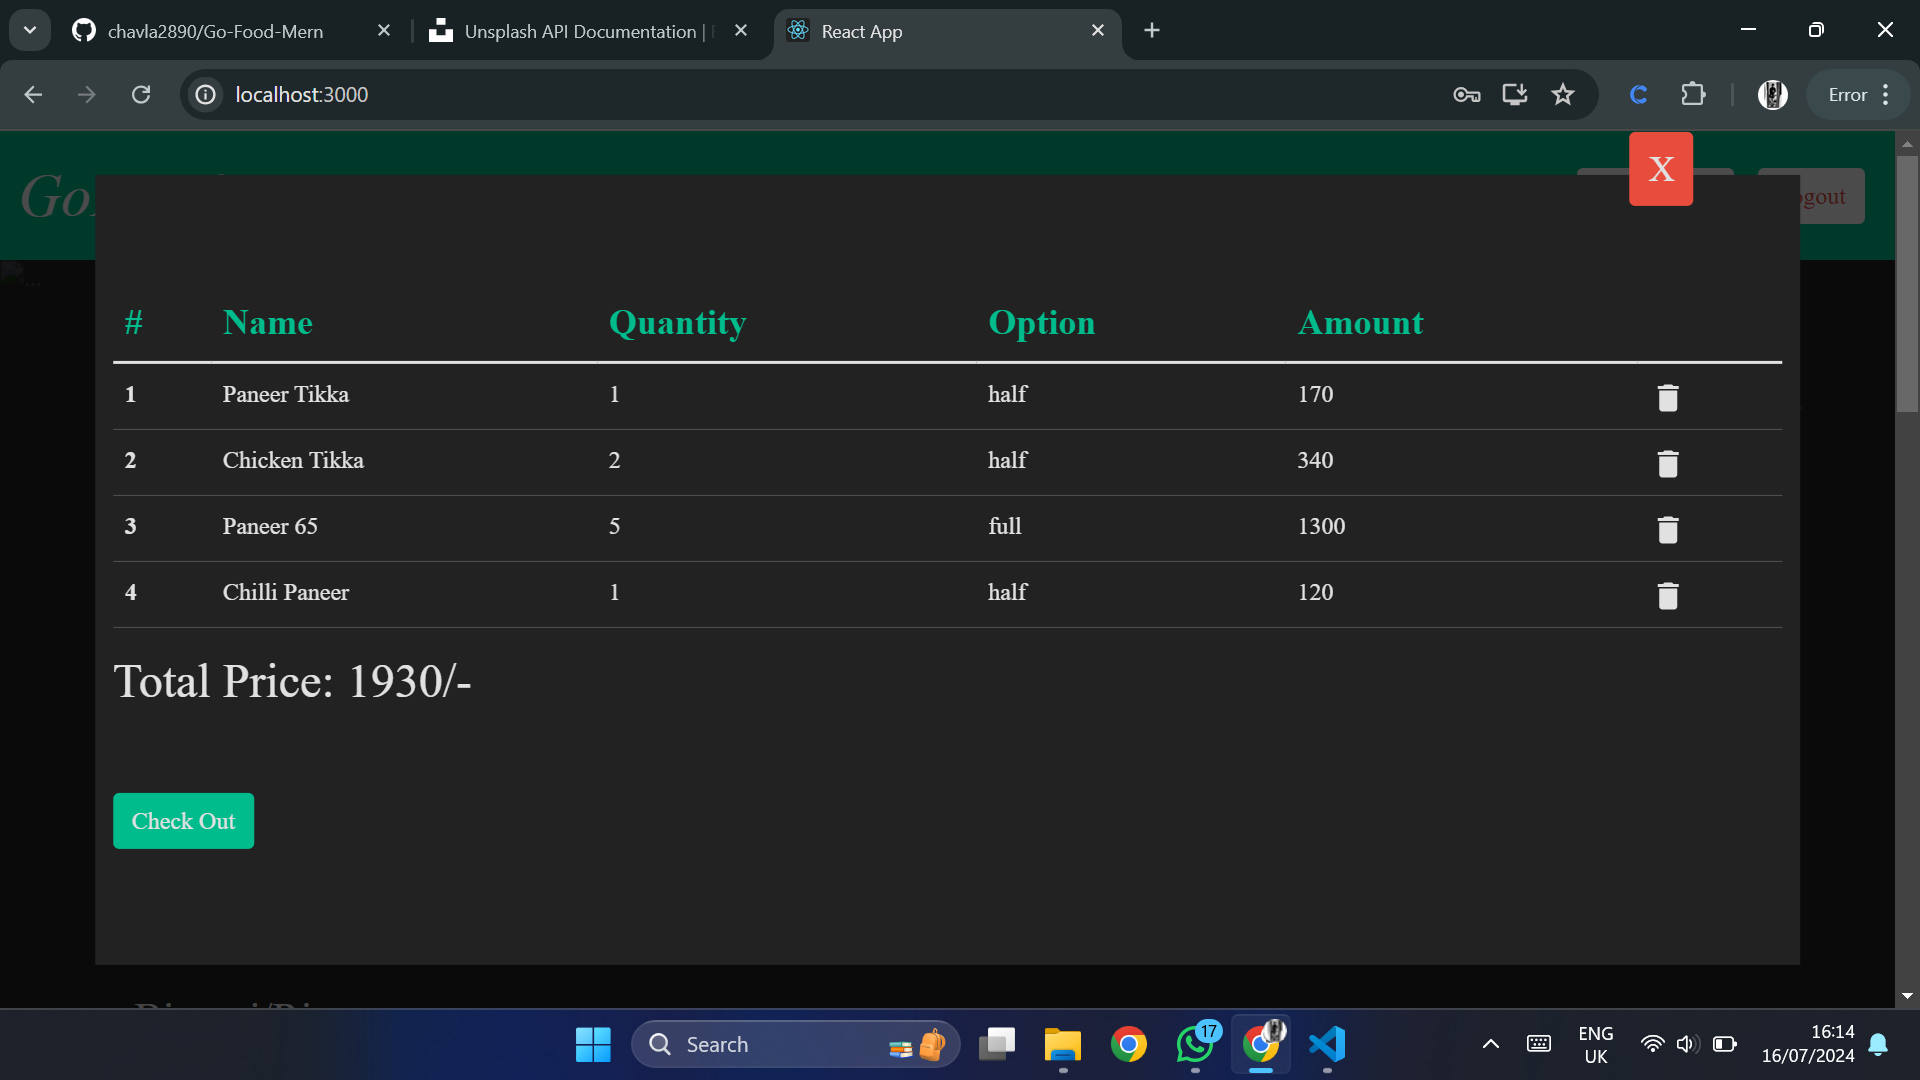 chavla2890/Go-Food-Mern
Unsplash API Documentation |
React App
localhost:3000
Error
Go
X
gout
# Name Quantity Option Amount
1 Paneer Tikka 1 half 170
2 Chicken Tikka 2 half 340
3 Paneer 65 5 full 1300
4 Chilli Paneer 1 half 120
Total Price: 1930/-
Check Out
Search
17
ENG
UK
16:14
16/07/2024